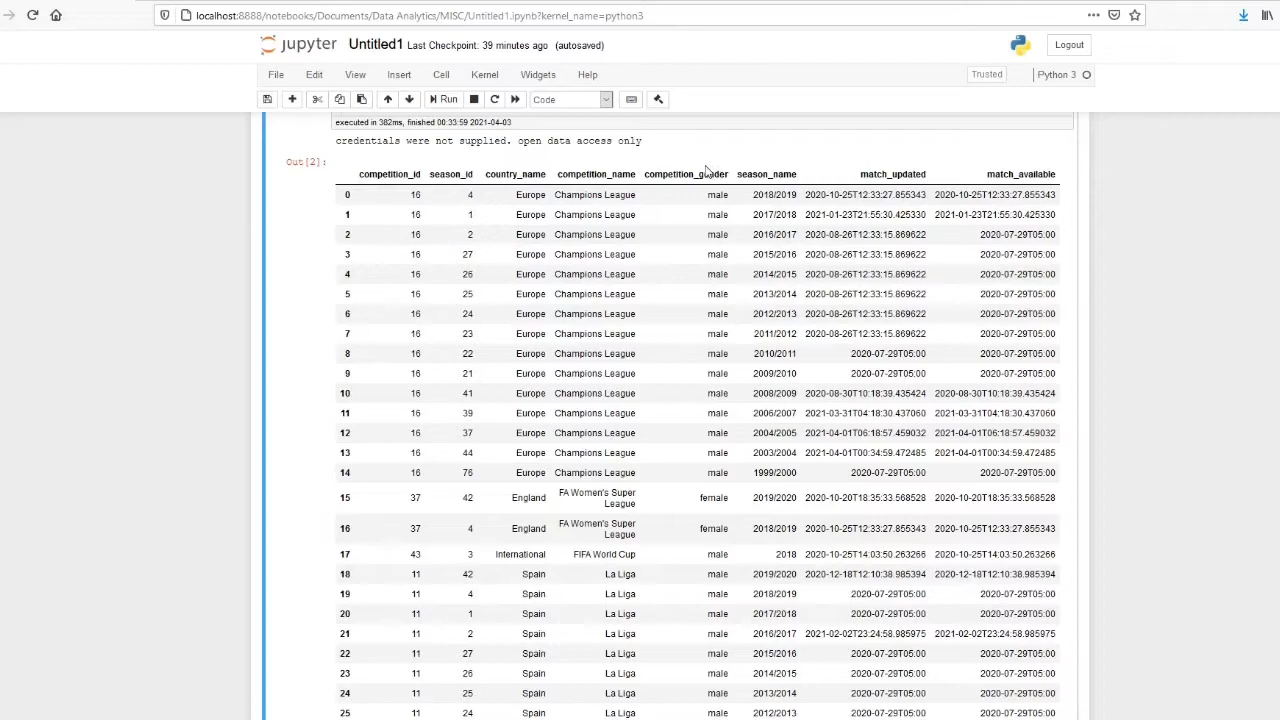 localhost:8888/notebooks/Documents/Data Analytics/MISC/Untitled1.ipynb?kernel_name=python3
jupyter Untitled1 Last Checkpoint: 39 minutes ago (autosaved)
Logout
File Edit View Insert Cell Kernel Widgets Help
Trusted
Python 3
Run
Code
executed in 382ms, finished 00:33:59 2021-04-03
credentials were not supplied. open data access only
Out[2]:
competition_id season_id country_name competition_name competition_gender season_name match_updated match_available
0 16 4 Europe Champions League male 2018/2019 2020-10-25T12:33:27.855343 2020-10-25T12:33:27.855343
1 16 1 Europe Champions League male 2017/2018 2021-01-23T21:55:30.425330 2021-01-23T21:55:30.425330
2 16 2 Europe Champions League male 2016/2017 2020-08-26T12:33:15.869622 2020-07-29T05:00
3 16 27 Europe Champions League male 2015/2016 2020-08-26T12:33:15.869622 2020-07-29T05:00
4 16 26 Europe Champions League male 2014/2015 2020-08-26T12:33:15.869622 2020-07-29T05:00
5 16 25 Europe Champions League male 2013/2014 2020-08-26T12:33:15.869622 2020-07-29T05:00
6 16 24 Europe Champions League male 2012/2013 2020-08-26T12:33:15.869622 2020-07-29T05:00
7 16 23 Europe Champions League male 2011/2012 2020-08-26T12:33:15.869622 2020-07-29T05:00
8 16 22 Europe Champions League male 2010/2011 2020-07-29T05:00 2020-07-29T05:00
9 16 21 Europe Champions League male 2009/2010 2020-07-29T05:00 2020-07-29T05:00
10 16 41 Europe Champions League male 2008/2009 2020-08-30T10:18:39.435424 2020-08-30T10:18:39.435424
11 16 39 Europe Champions League male 2006/2007 2021-03-31T04:18:30.437060 2021-03-31T04:18:30.437060
12 16 37 Europe Champions League male 2004/2005 2021-04-01T06:18:57.459032 2021-04-01T06:18:57.459032
13 16 44 Europe Champions League male 2003/2004 2021-04-01T00:34:59.472485 2021-04-01T00:34:59.472485
14 16 76 Europe Champions League male 1999/2000 2020-07-29T05:00 2020-07-29T05:00
15 37 42 England FA Women's Super League female 2019/2020 2020-10-20T18:35:33.568528 2020-10-20T18:35:33.568528
16 37 4 England FA Women's Super League female 2018/2019 2020-10-25T12:33:27.855343 2020-10-25T12:33:27.855343
17 43 3 International FIFA World Cup male 2018 2020-10-25T14:03:50.263266 2020-10-25T14:03:50.263266
18 11 42 Spain La Liga male 2019/2020 2020-12-18T12:10:38.985394 2020-12-18T12:10:38.985394
19 11 4 Spain La Liga male 2018/2019 2020-07-29T05:00 2020-07-29T05:00
20 11 1 Spain La Liga male 2017/2018 2020-07-29T05:00 2020-07-29T05:00
21 11 2 Spain La Liga male 2016/2017 2021-02-02T23:24:58.985975 2021-02-02T23:24:58.985975
22 11 27 Spain La Liga male 2015/2016 2020-07-29T05:00 2020-07-29T05:00
23 11 26 Spain La Liga male 2014/2015 2020-07-29T05:00 2020-07-29T05:00
24 11 25 Spain La Liga male 2013/2014 2020-07-29T05:00 2020-07-29T05:00
25 11 24 Spain La Liga male 2012/2013 2020-07-29T05:00 2020-07-29T05:00